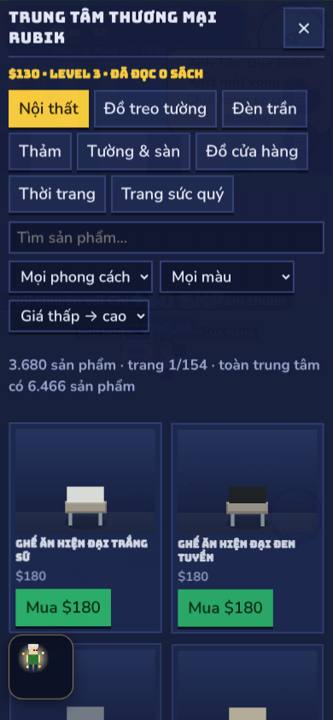 TRUNG TÂM THƯƠNG MẠI
RUBIK
×
$130 • LEVEL 3 • ĐÃ ĐỌC 0 SÁCH
Nội thất
Đồ treo tường
Đèn trần
Thảm
Tường & sàn
Đồ cửa hàng
Thời trang
Trang sức quý
Tìm sản phẩm...
Mọi phong cách
Mọi màu
Giá thấp → cao
3.680 sản phẩm · trang 1/154 · toàn trung tâm
có 6.466 sản phẩm
GHẾ ĂN HIỆN ĐẠI TRẮNG
SỨ
$180
Mua $180
GHẾ ĂN HIỆN ĐẠI ĐEN
TUYỀN
$180
Mua $180